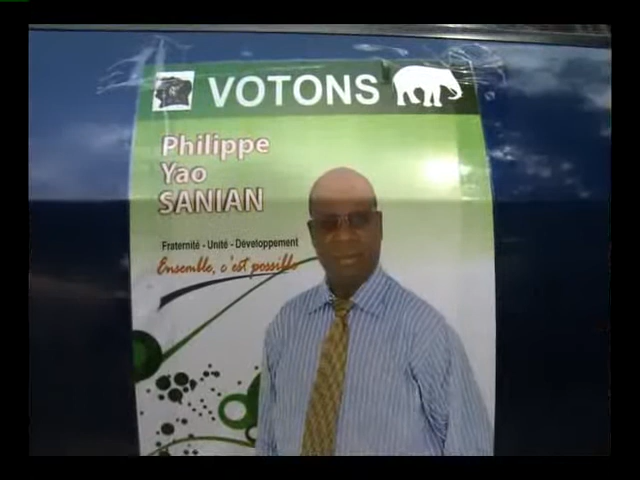 VOTONS
Philippe
Yao
SANIAN
Fraternité - Unité - Développement
Ensemble, c'est possible